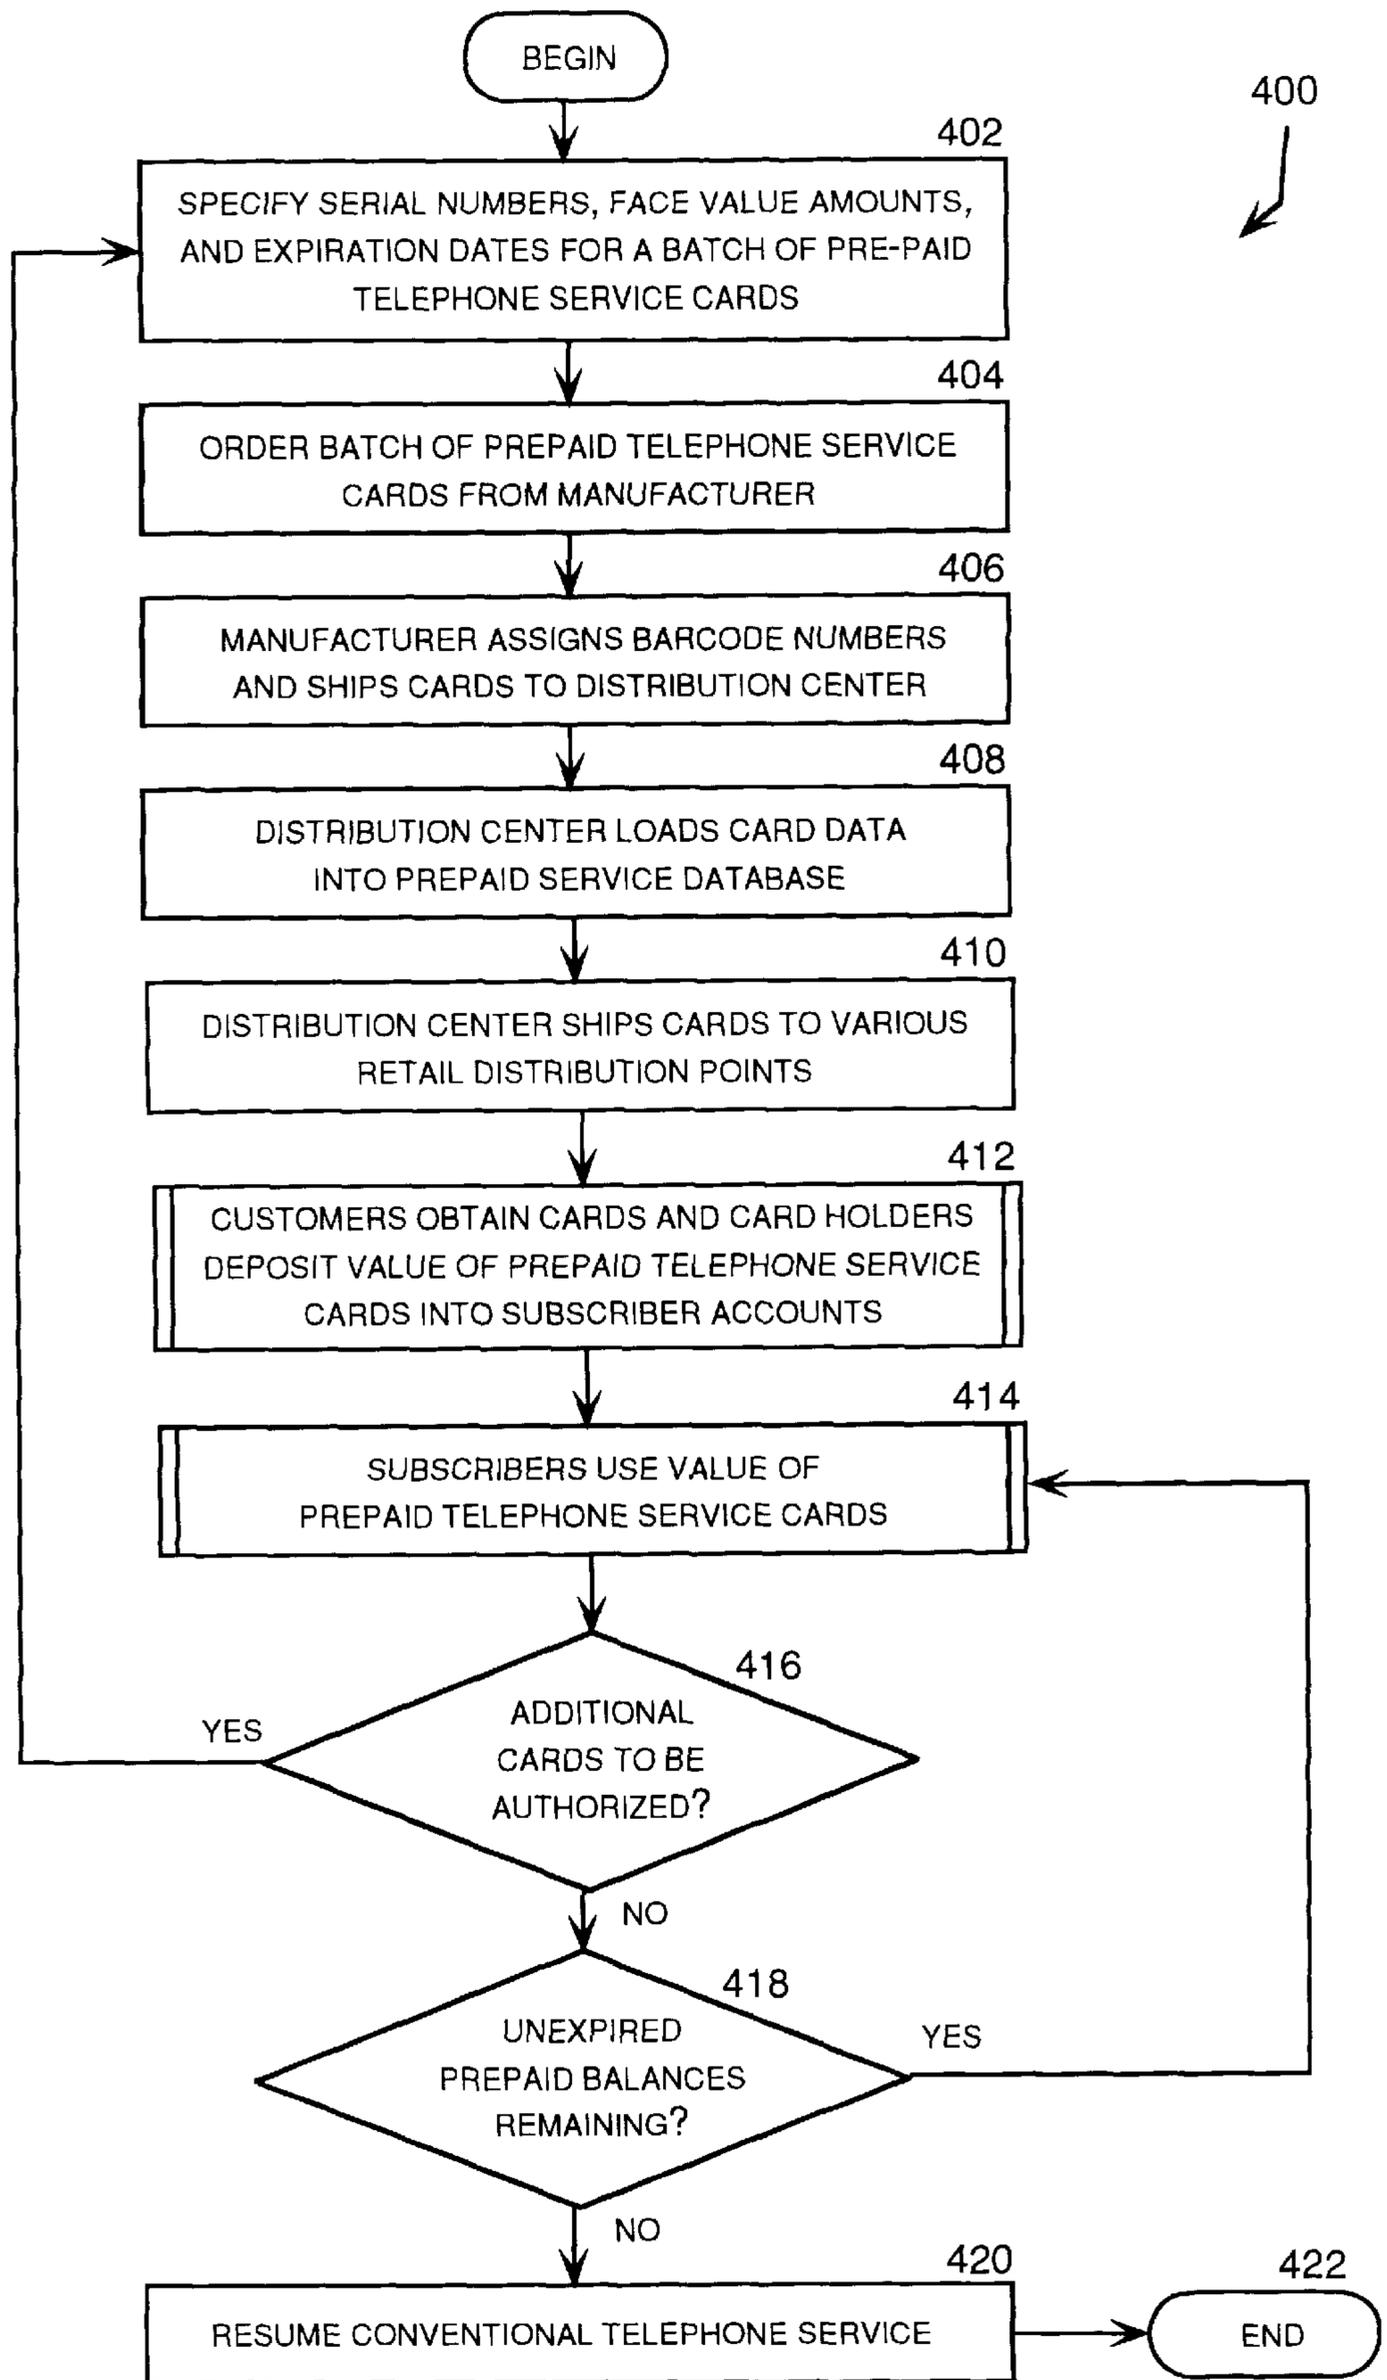 BEGIN
400
402
SPECIFY SERIAL NUMBERS, FACE VALUE AMOUNTS,
AND EXPIRATION DATES FOR A BATCH OF PRE-PAID
TELEPHONE SERVICE CARDS
404
ORDER BATCH OF PREPAID TELEPHONE SERVICE
CARDS FROM MANUFACTURER
406
MANUFACTURER ASSIGNS BARCODE NUMBERS
AND SHIPS CARDS TO DISTRIBUTION CENTER
408
DISTRIBUTION CENTER LOADS CARD DATA
INTO PREPAID SERVICE DATABASE
410
DISTRIBUTION CENTER SHIPS CARDS TO VARIOUS
RETAIL DISTRIBUTION POINTS
412
CUSTOMERS OBTAIN CARDS AND CARD HOLDERS
DEPOSIT VALUE OF PREPAID TELEPHONE SERVICE
CARDS INTO SUBSCRIBER ACCOUNTS
414
SUBSCRIBERS USE VALUE OF
PREPAID TELEPHONE SERVICE CARDS
416
YES
ADDITIONAL
CARDS TO BE
AUTHORIZED?
NO
418
UNEXPIRED
PREPAID BALANCES
REMAINING?
YES
NO
420
RESUME CONVENTIONAL TELEPHONE SERVICE
422
END